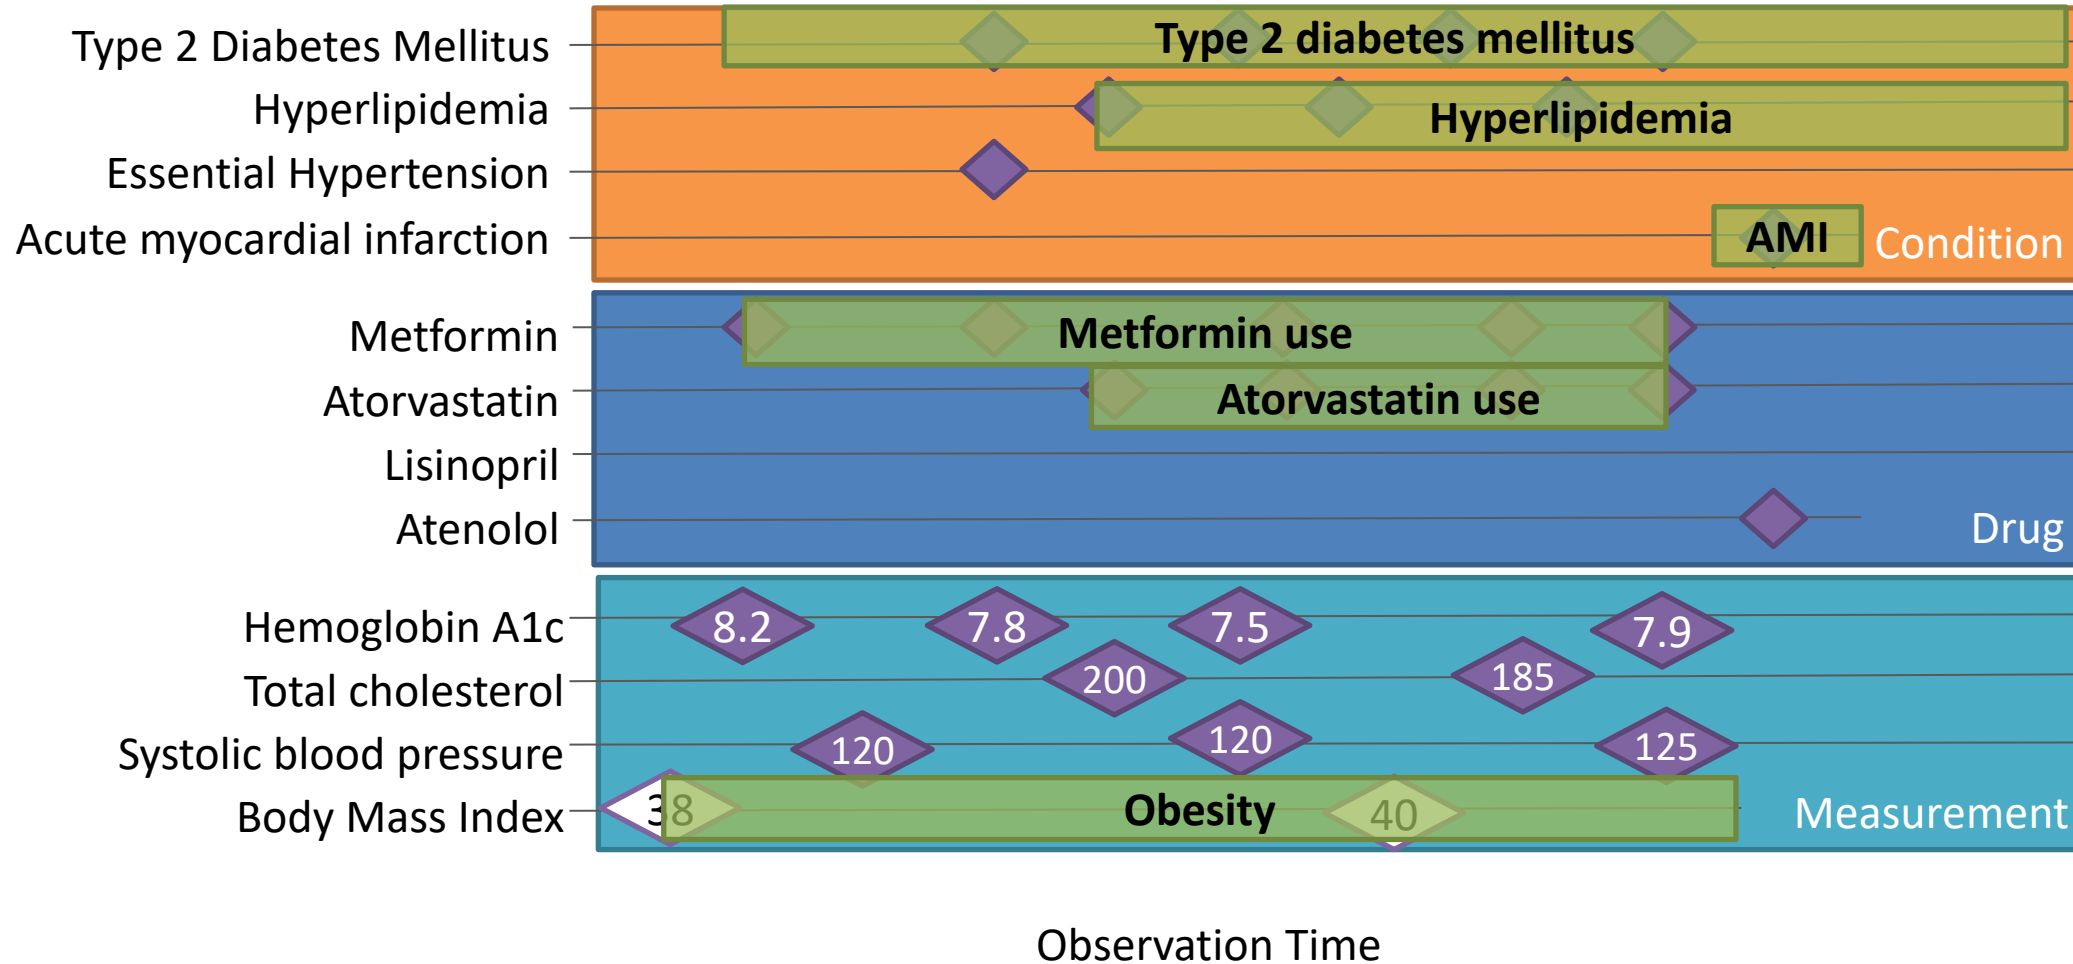 Type 2 Diabetes Mellitus
Type 2 diabetes mellitus
Hyperlipidemia
Hyperlipidemia
Essential Hypertension
Acute myocardial infarction
AMI
Condition
Metformin
Metformin use
Atorvastatin
Atorvastatin use
Lisinopril
Atenolol
Drug
Hemoglobin A1c
8.2
7.8
7.5
7.9
Total cholesterol
200
185
Systolic blood pressure
120
120
125
Body Mass Index
38
Obesity
40
Measurement
Observation Time